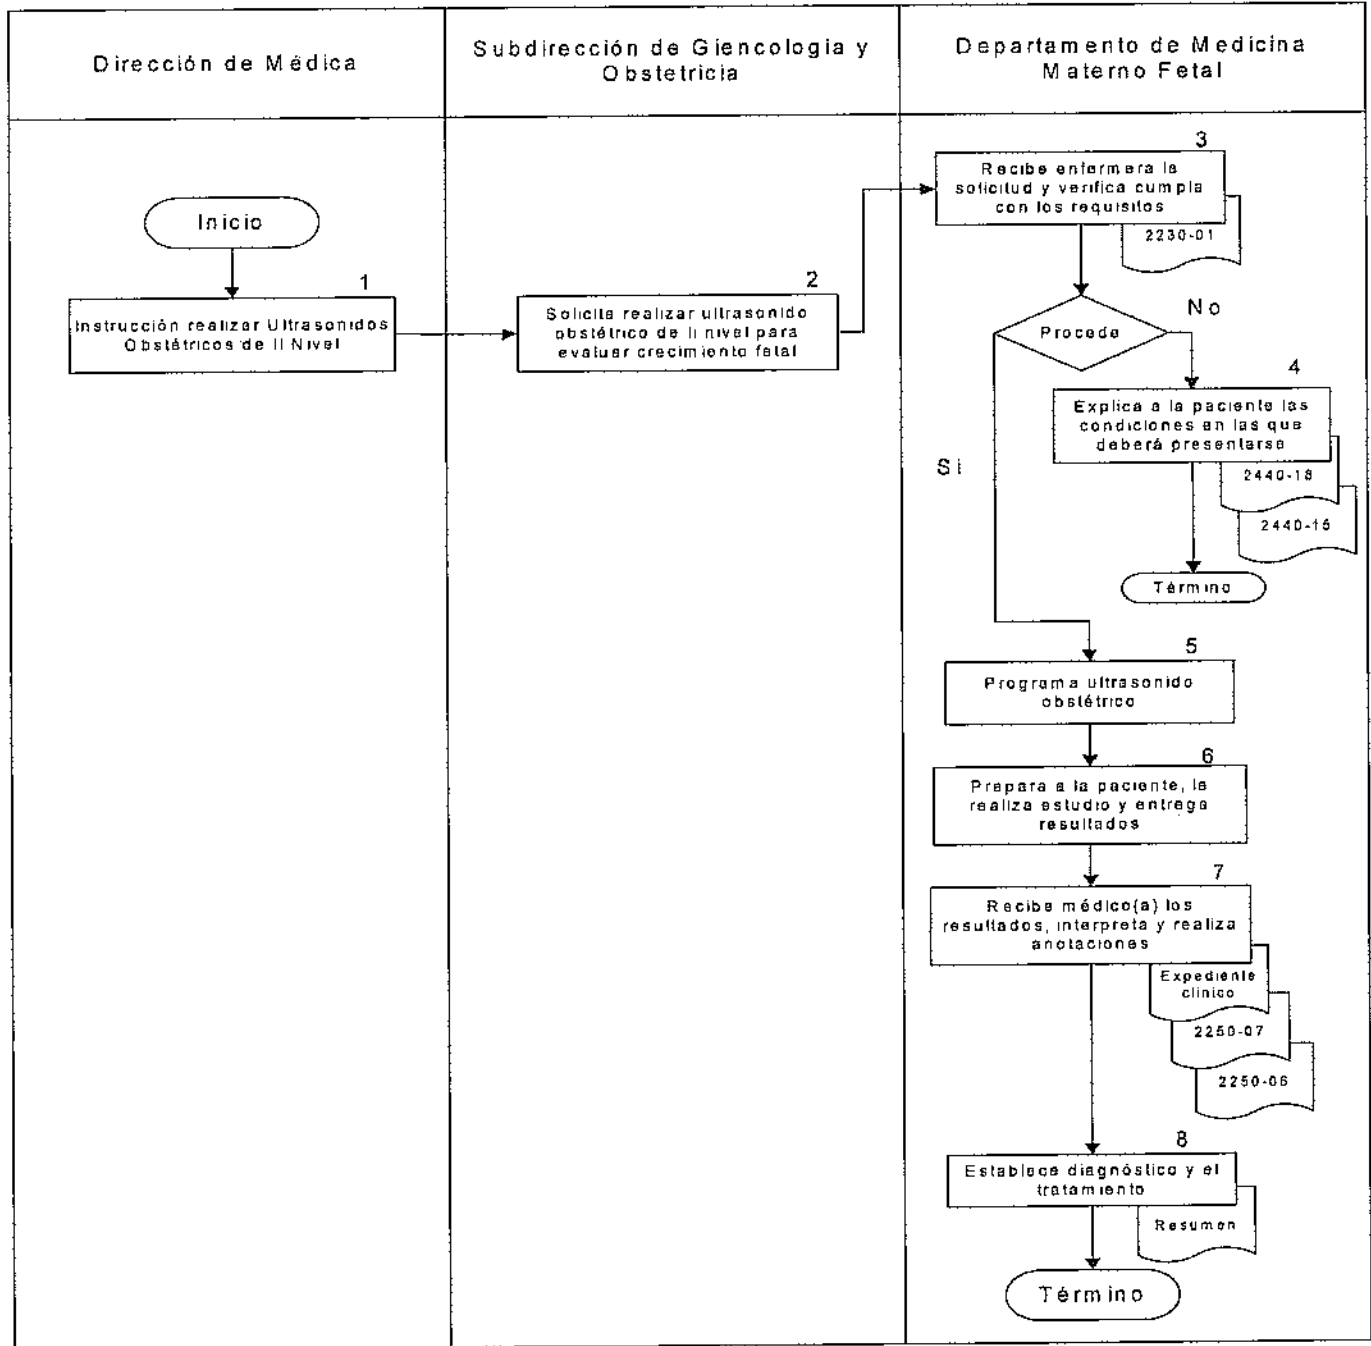 Dirección de Médica
Subdirección de Giencologia y
Obstetricia
Departamento de Medicina
Materno Fetal
Inicio
1
Instrucción realizar Ultrasonidos
Obstétricos de II Nivel
2
Solicita realizar ultrasonido
obstétrico de II nivel para
evaluar crecimiento fetal
3
Recibe enfermera la
solicitud y verifica cumpla
con los requisitos
2230-01
Procede
No
Si
4
Explica a la paciente las
condiciones en las que
deberá presentarse
2440-18
2440-15
Término
5
Programa ultrasonido
obstétrico
6
Prepara a la paciente, le
realiza estudio y entrega
resultados
7
Recibe médico(a) los
resultados, interpreta y realiza
anotaciones
Expediente
clínico
2250-07
2250-06
8
Establece diagnóstico y el
tratamiento
Resumen
Término